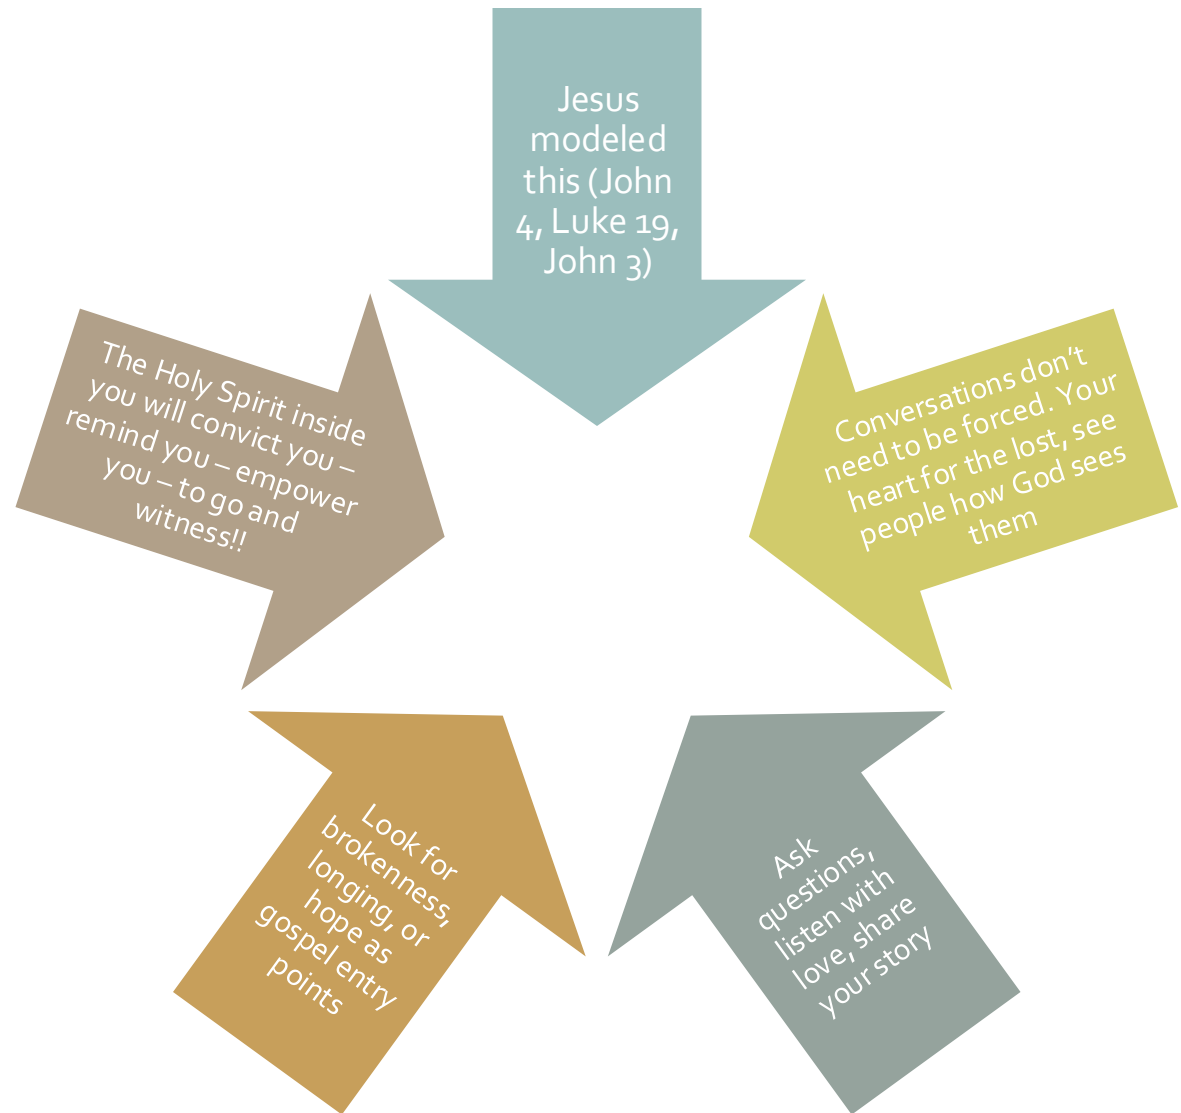 Jesus
modeled
this (John
4, Luke 19,
John 3)
Conversations don’t
need to be forced. Your
heart for the lost, see
people how God sees
them
Ask
questions,
listen with
love, share
your story
Look for
brokenness,
longing, or
hope as
gospel entry
points
The Holy Spirit inside
you will convict you –
remind you – empower
you – to go and
witness!!